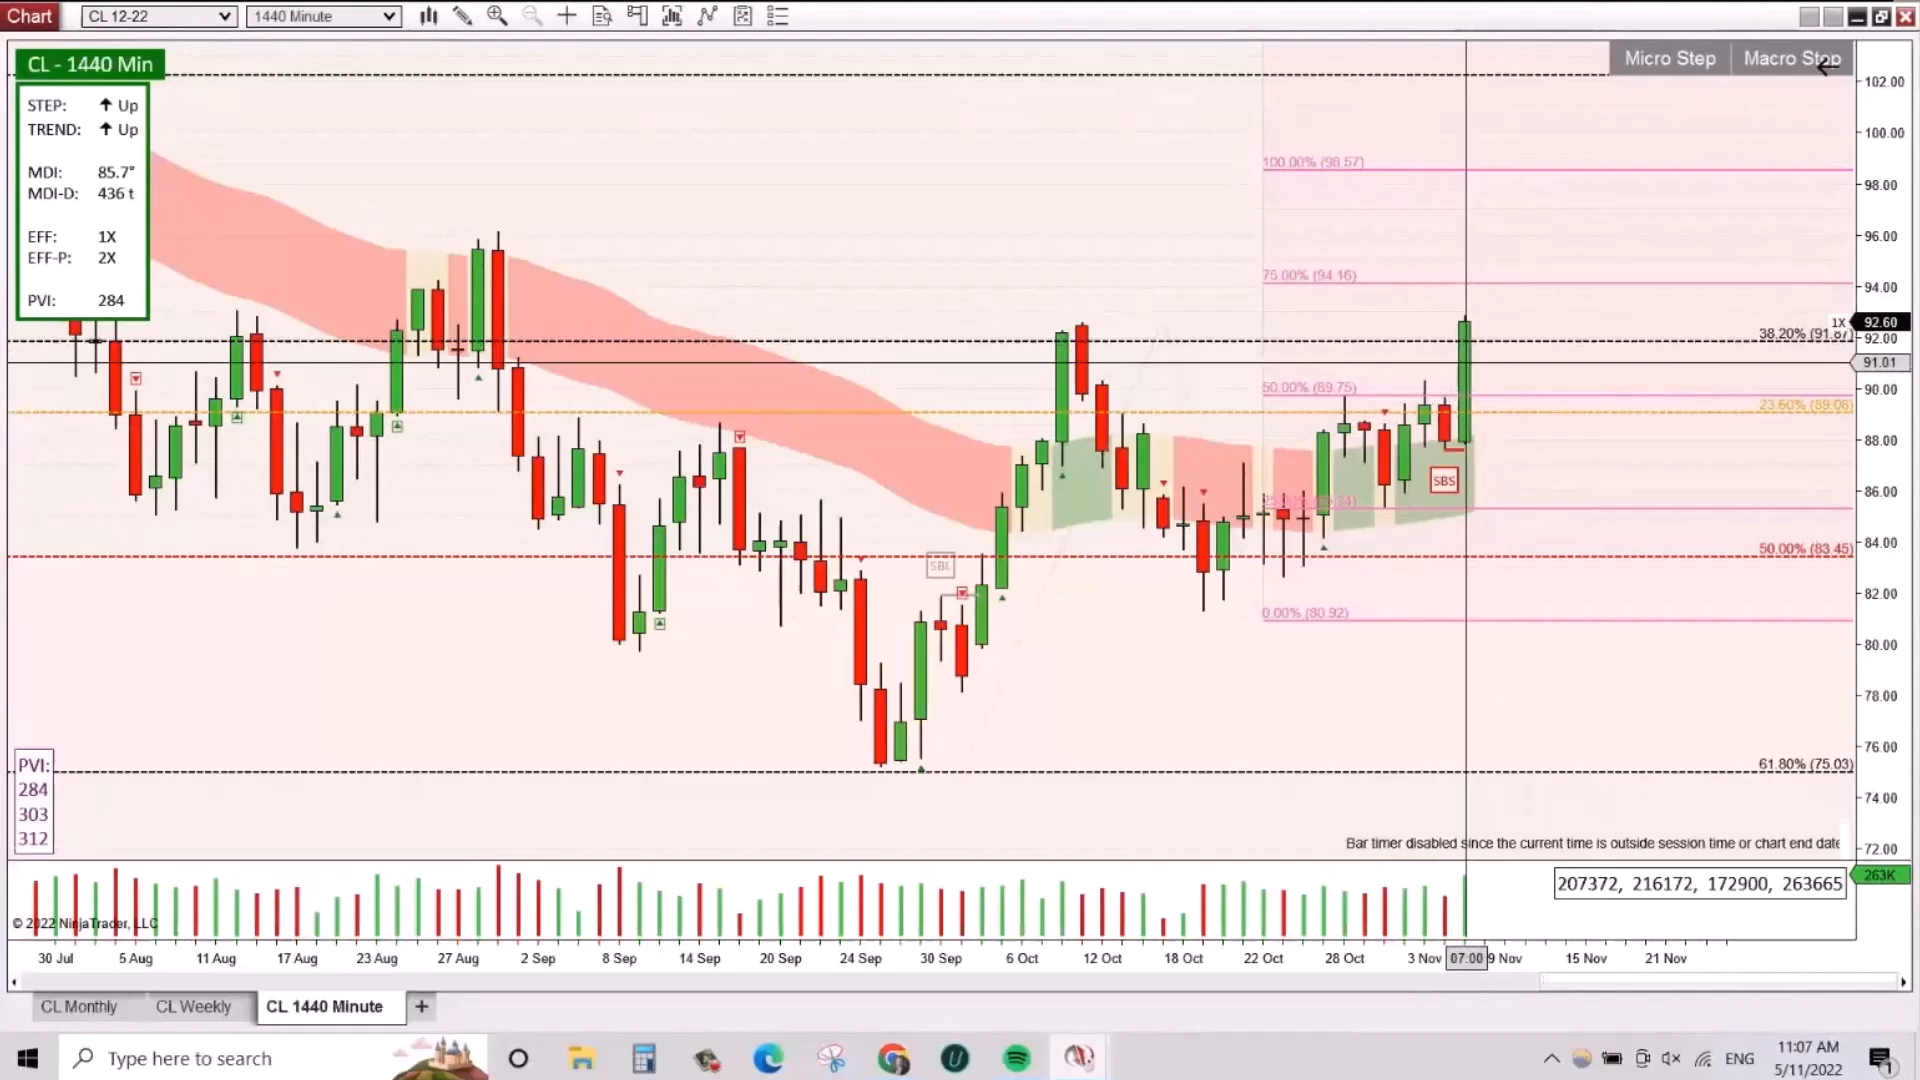 Chart CL 12-22 1440 Minute
CL - 1440 Min
Micro Step Macro Step
STEP: Up
TREND: Up
MDI: 85.7°
MDI-D: 436 t
EFF: 1X
EFF-P: 2X
PVI: 284
102.00
100.00
98.00
96.00
94.00
92.00
90.00
88.00
86.00
84.00
82.00
80.00
78.00
76.00
74.00
72.00
100.00% (98.57)
75.00% (94.16)
1X 92.60
38.20% (91.87)
91.01
50.00% (89.75)
23.60% (89.08)
SBS
50.00% (83.45)
SBL
0.00% (80.92)
61.80% (75.03)
PVI:
284
303
312
Bar timer disabled since the current time is outside session time or chart end date
263K
207372, 216172, 172900, 263665
© 2022 NinjaTrader, LLC
30 Jul 5 Aug 11 Aug 17 Aug 23 Aug 27 Aug 2 Sep 8 Sep 14 Sep 20 Sep 24 Sep 30 Sep 6 Oct 12 Oct 18 Oct 22 Oct 28 Oct 3 Nov 07:00 9 Nov 15 Nov 21 Nov
CL Monthly CL Weekly CL 1440 Minute +
Type here to search
ENG
11:07 AM
5/11/2022
1